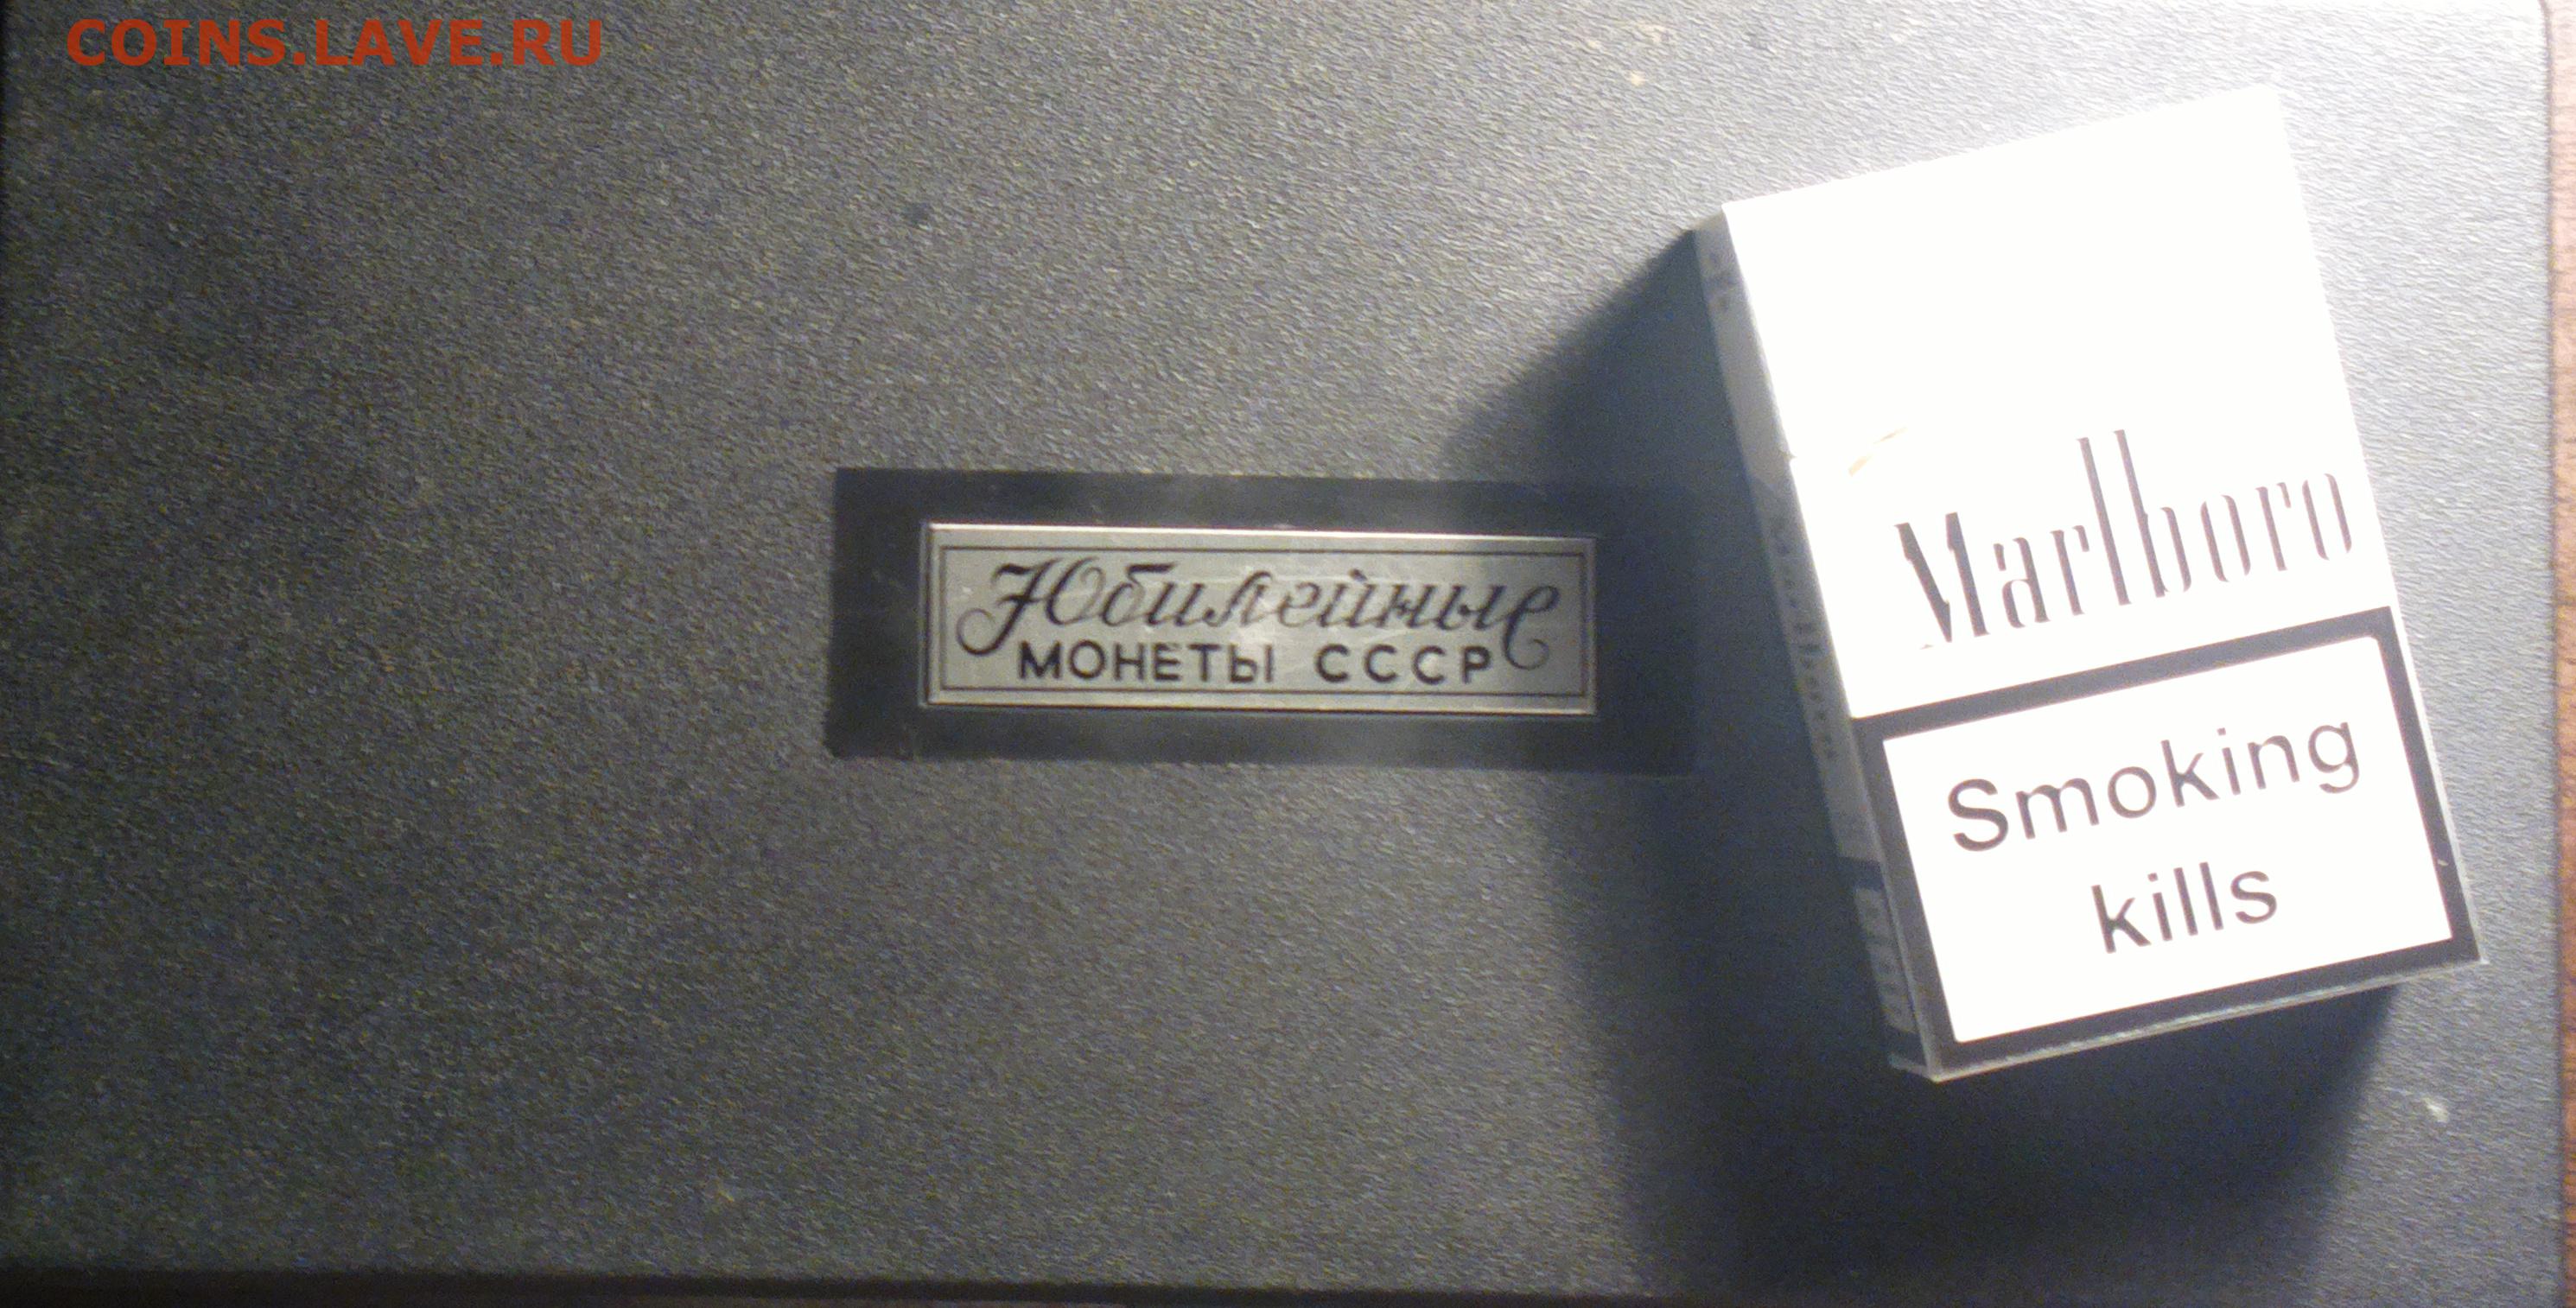 COINS.LAVE.RU
Юбилейные
МОНЕТЫ СССР
Marlboro
Smoking
kills